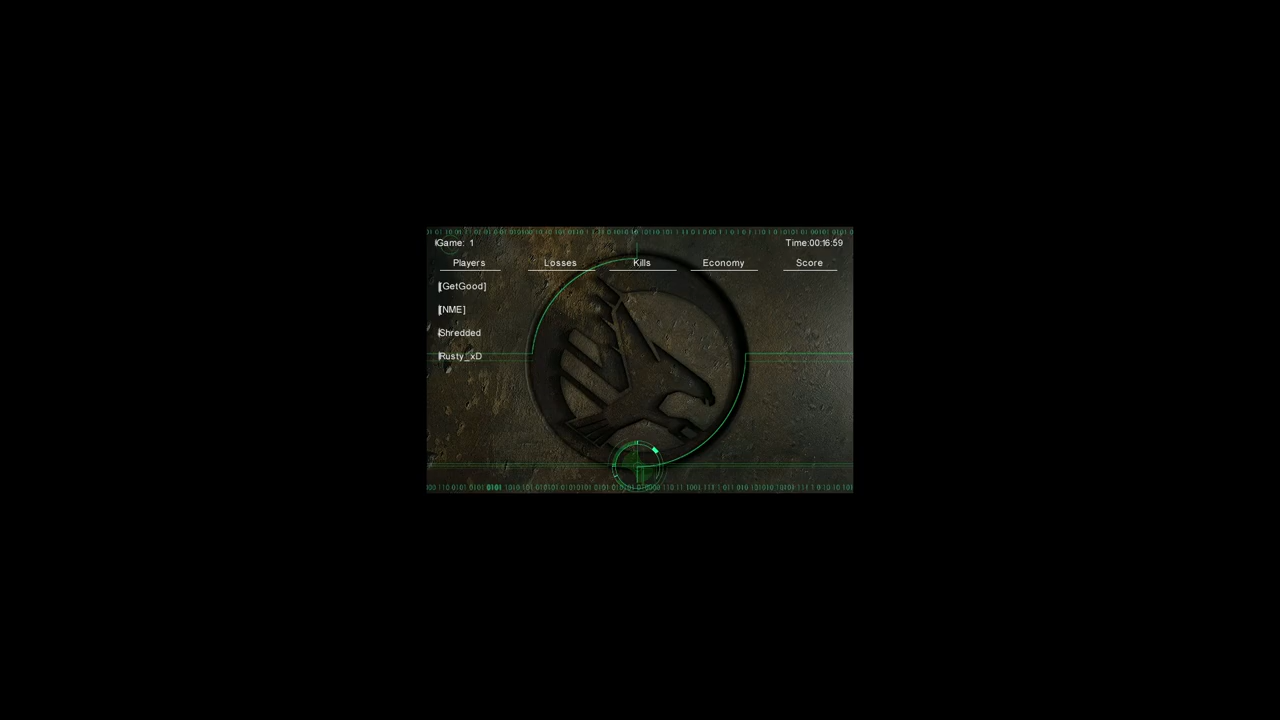 Game: 1 Time:00:16:59
Players Losses Kills Economy Score
[GetGood]
[NME]
Shredded
Rusty_xD